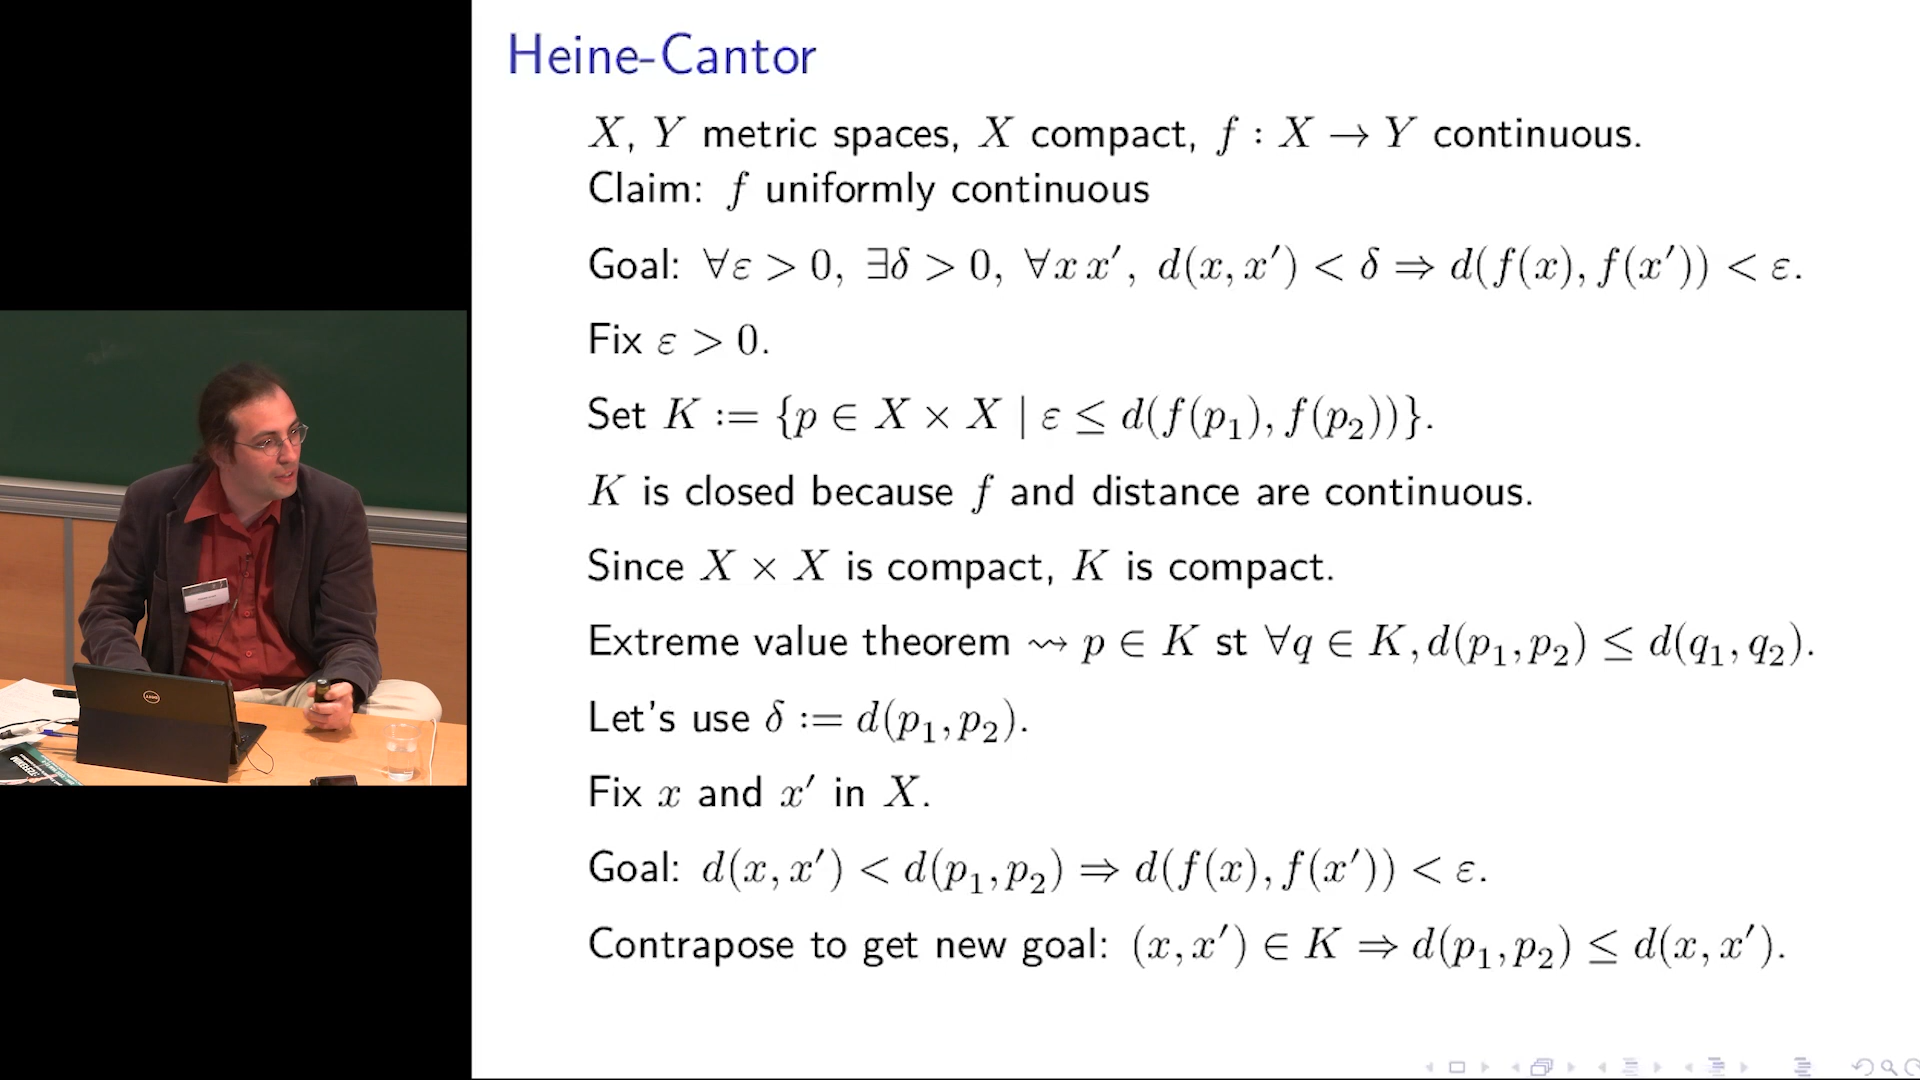 Heine-Cantor
X, Y metric spaces, X compact, f : X → Y continuous.
Claim: f uniformly continuous
Goal: ∀ε > 0, ∃δ > 0, ∀x x′, d(x, x′) < δ ⇒ d(f(x), f(x′)) < ε.
Fix ε > 0.
Set K := {p ∈ X × X | ε ≤ d(f(p₁), f(p₂))}.
K is closed because f and distance are continuous.
Since X × X is compact, K is compact.
Extreme value theorem ⇝ p ∈ K st ∀q ∈ K, d(p₁, p₂) ≤ d(q₁, q₂).
Let's use δ := d(p₁, p₂).
Fix x and x′ in X.
Goal: d(x, x′) < d(p₁, p₂) ⇒ d(f(x), f(x′)) < ε.
Contrapose to get new goal: (x, x′) ∈ K ⇒ d(p₁, p₂) ≤ d(x, x′).
DELL